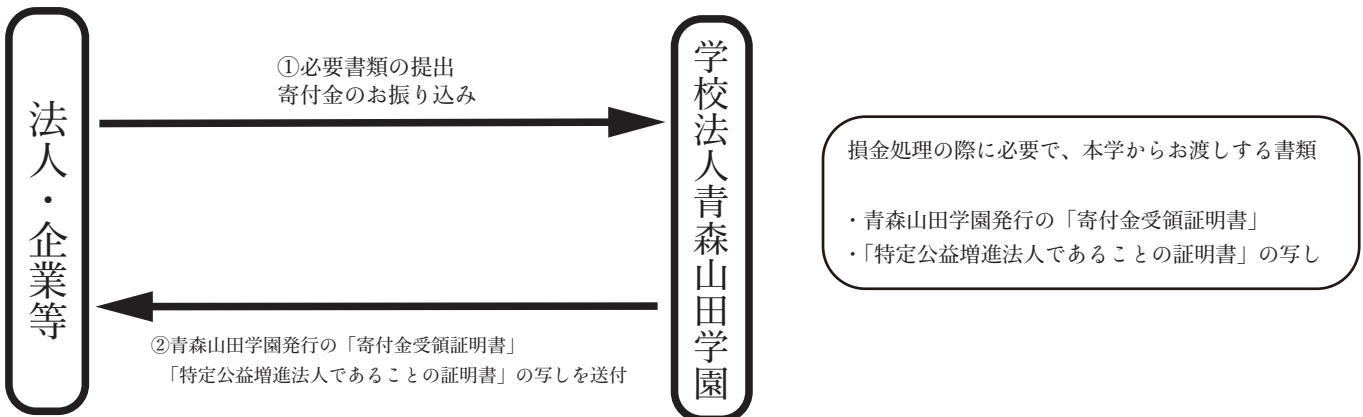 法人・企業等
①必要書類の提出
寄付金のお振り込み
②青森山田学園発行の「寄付金受領証明書」
「特定公益増進法人であることの証明書」の写しを送付
学校法人青森山田学園
損金処理の際に必要で、本学からお渡しする書類
・青森山田学園発行の「寄付金受領証明書」
・「特定公益増進法人であることの証明書」の写し